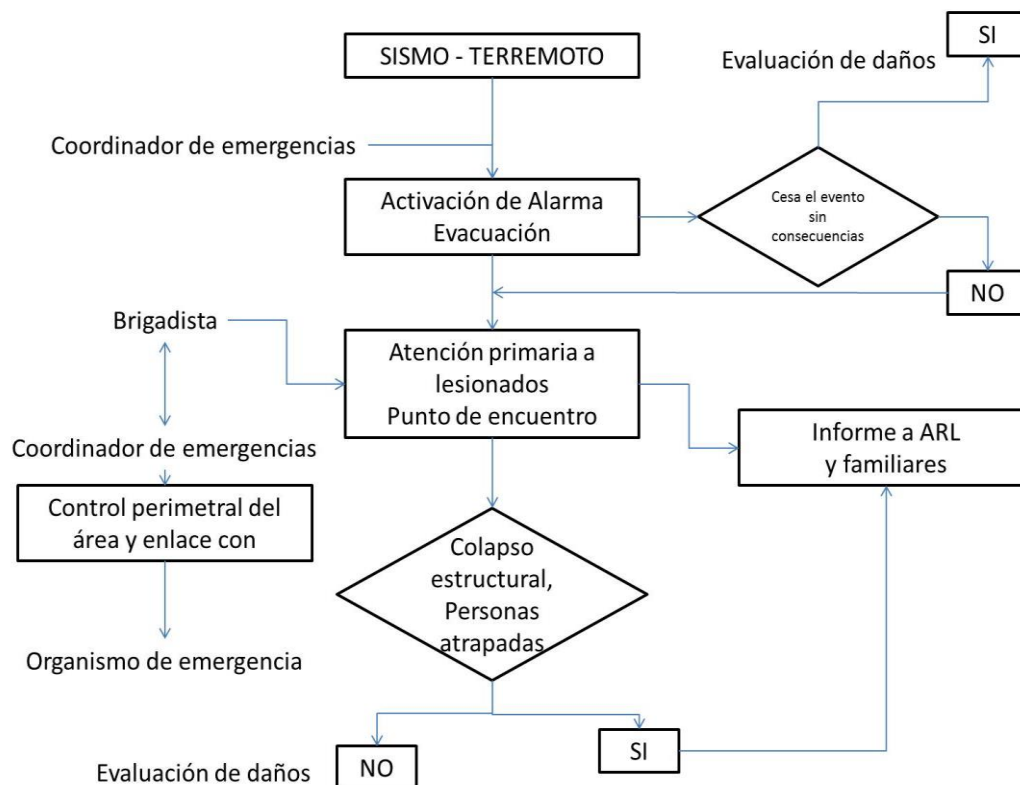 SI
Evaluación de daños
SISMO - TERREMOTO
Coordinador de emergencias
Activación de Alarma
Evacuación
Cesa el evento
sin
consecuencias
NO
Brigadista
Atención primaria a
lesionados
Punto de encuentro
Informe a ARL
y familiares
Coordinador de emergencias
Control perimetral del
área y enlace con
Organismo de emergencia
Colapso
estructural,
Personas
atrapadas
SI
NO
Evaluación de daños